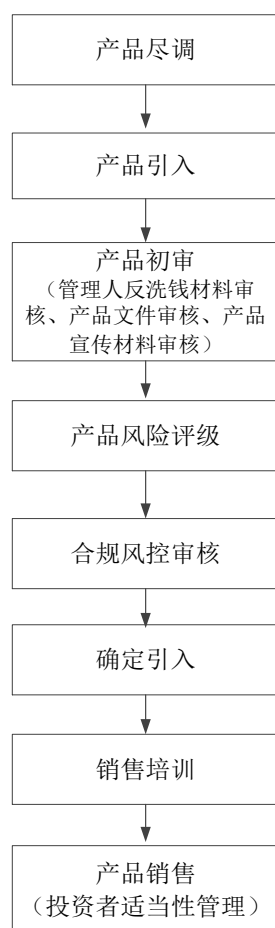 产品尽调
产品引入
产品初审
（管理人反洗钱材料审
核、产品文件审核、产品
宣传材料审核）
产品风险评级
合规风控审核
确定引入
销售培训
产品销售
（投资者适当性管理）